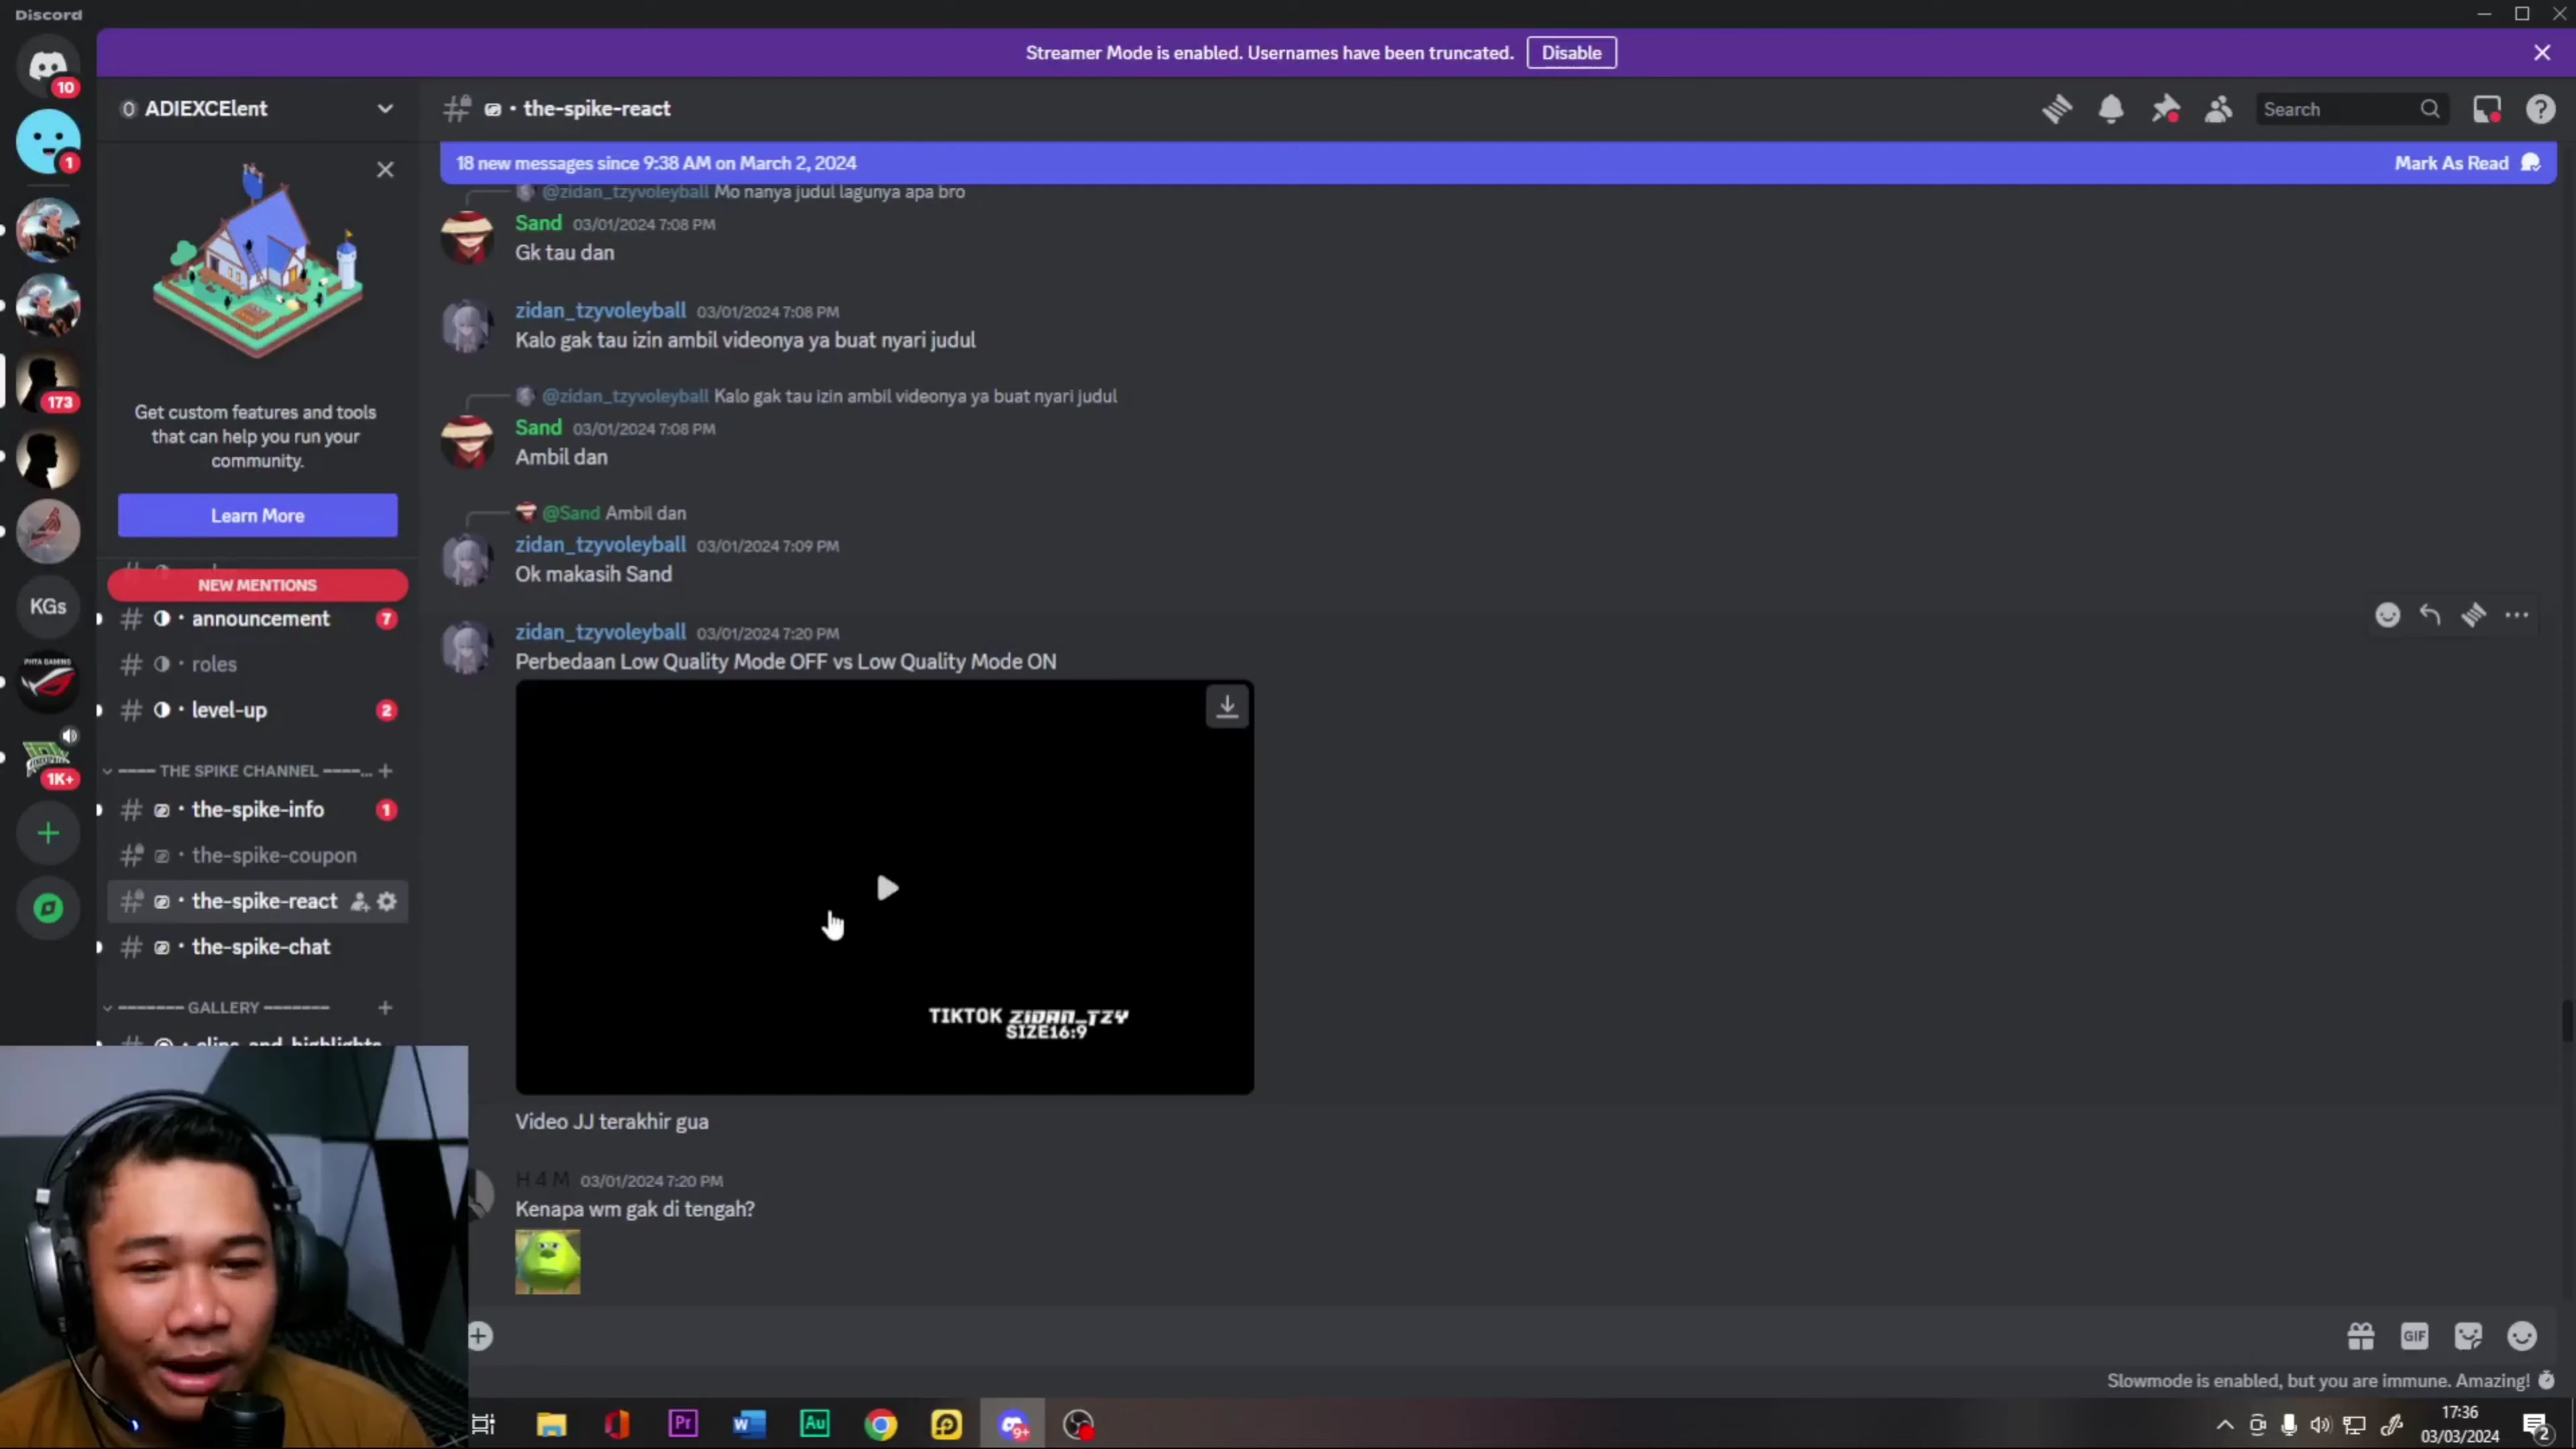 Discord
Streamer Mode is enabled. Usernames have been truncated.
Disable
10
1
173
KGs
PHTA GAMING
1K+
ADIEXCElent
Get custom features and tools
that can help you run your
community.
Learn More
NEW MENTIONS
announcement 7
roles
level-up 2
---- THE SPIKE CHANNEL ----...
the-spike-info 1
the-spike-coupon
the-spike-react
the-spike-chat
------- GALLERY -------
clips_and_highlights
the-spike-react
Search
18 new messages since 9:38 AM on March 2, 2024
Mark As Read
@zidan_tzyvoleyball Mo nanya judul lagunya apa bro
Sand 03/01/2024 7:08 PM
Gk tau dan
zidan_tzyvoleyball 03/01/2024 7:08 PM
Kalo gak tau izin ambil videonya ya buat nyari judul
@zidan_tzyvoleyball Kalo gak tau izin ambil videonya ya buat nyari judul
Sand 03/01/2024 7:08 PM
Ambil dan
@Sand Ambil dan
zidan_tzyvoleyball 03/01/2024 7:09 PM
Ok makasih Sand
zidan_tzyvoleyball 03/01/2024 7:20 PM
Perbedaan Low Quality Mode OFF vs Low Quality Mode ON
TIKTOK ZIDAN_TZY
SIZE16:9
Video JJ terakhir gua
H 4 M 03/01/2024 7:20 PM
Kenapa wm gak di tengah?
GIF
Slowmode is enabled, but you are immune. Amazing!
Pr
W
Au
9+
17:36
03/03/2024
2